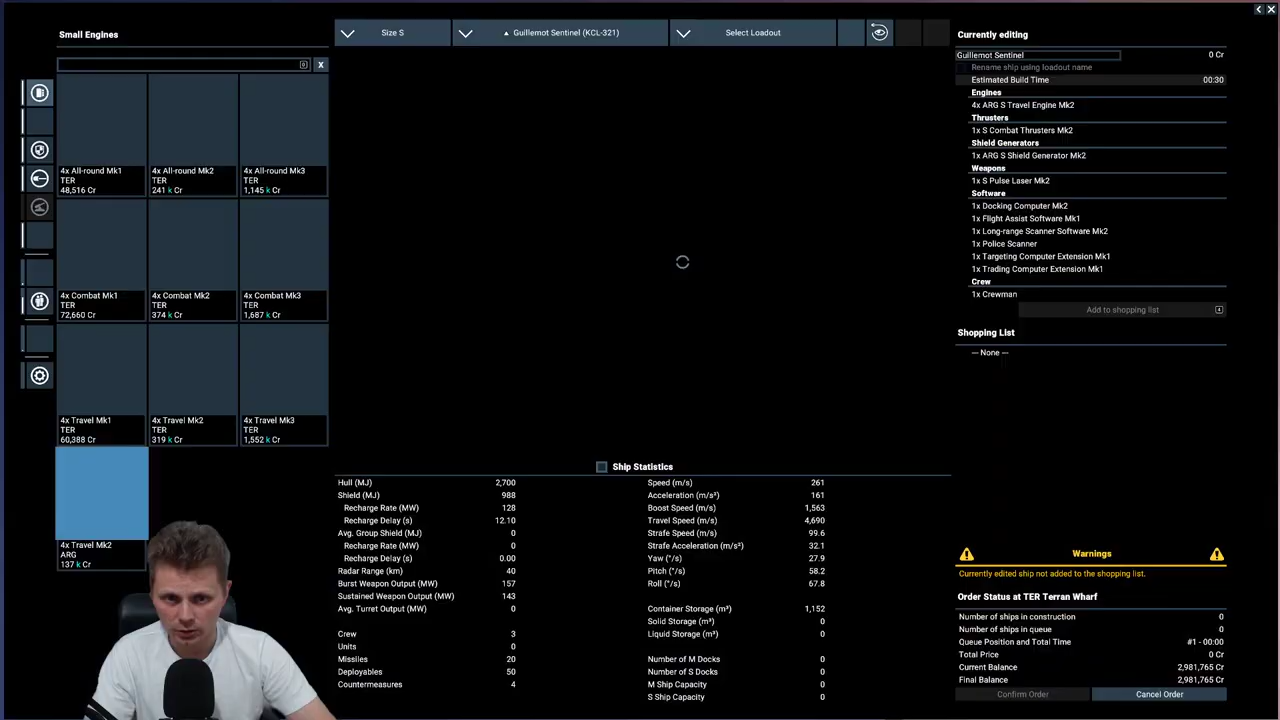 Small Engines
X
4x All-round Mk1
TER
48,516 Cr
4x All-round Mk2
TER
241 k Cr
4x All-round Mk3
TER
1,145 k Cr
4x Combat Mk1
TER
72,660 Cr
4x Combat Mk2
TER
374 k Cr
4x Combat Mk3
TER
1,687 k Cr
4x Travel Mk1
TER
60,388 Cr
4x Travel Mk2
TER
319 k Cr
4x Travel Mk3
TER
1,552 k Cr
4x Travel Mk2
ARG
137 k Cr
Size S
Guillemot Sentinel (KCL-321)
Select Loadout
Ship Statistics
Hull (MJ) 2,700
Shield (MJ) 988
Recharge Rate (MW) 128
Recharge Delay (s) 12.10
Avg. Group Shield (MJ) 0
Recharge Rate (MW) 0
Recharge Delay (s) 0.00
Radar Range (km) 40
Burst Weapon Output (MW) 157
Sustained Weapon Output (MW) 143
Avg. Turret Output (MW) 0
Crew 3
Units 0
Missiles 20
Deployables 50
Countermeasures 4
Speed (m/s) 261
Acceleration (m/s²) 161
Boost Speed (m/s) 1,563
Travel Speed (m/s) 4,690
Strafe Speed (m/s) 99.6
Strafe Acceleration (m/s²) 32.1
Yaw (°/s) 27.9
Pitch (°/s) 58.2
Roll (°/s) 67.8
Container Storage (m³) 1,152
Solid Storage (m³) 0
Liquid Storage (m³) 0
Number of M Docks 0
Number of S Docks 0
M Ship Capacity 0
S Ship Capacity 0
Currently editing
Guillemot Sentinel 0 Cr
Rename ship using loadout name
Estimated Build Time 00:30
Engines
4x ARG S Travel Engine Mk2
Thrusters
1x S Combat Thrusters Mk2
Shield Generators
1x ARG S Shield Generator Mk2
Weapons
1x S Pulse Laser Mk2
Software
1x Docking Computer Mk2
1x Flight Assist Software Mk1
1x Long-range Scanner Software Mk2
1x Police Scanner
1x Targeting Computer Extension Mk1
1x Trading Computer Extension Mk1
Crew
1x Crewman
Add to shopping list
Shopping List
— None —
Warnings
Currently edited ship not added to the shopping list.
Order Status at TER Terran Wharf
Number of ships in construction 0
Number of ships in queue 0
Queue Position and Total Time #1 - 00:00
Total Price 0 Cr
Current Balance 2,981,765 Cr
Final Balance 2,981,765 Cr
Confirm Order
Cancel Order